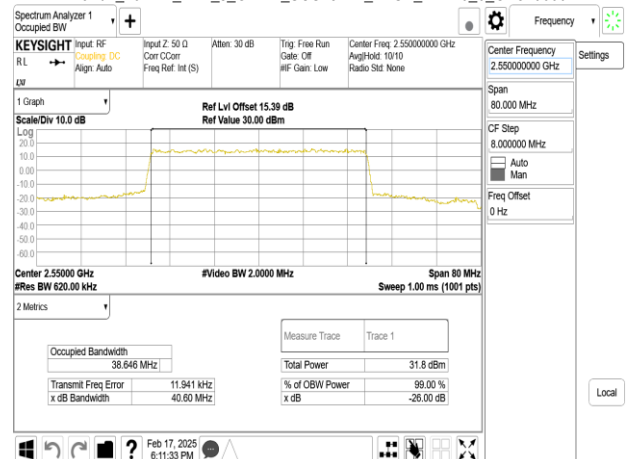 Spectrum Analyzer 1
Occupied BW
Frequency
KEYSIGHT
RL
LXI
Input: RF
Coupling: DC
Align: Auto
Input Z: 50 Ω
Corr CCorr
Freq Ref: Int (S)
Atten: 30 dB
Trig: Free Run
Gate: Off
#IF Gain: Low
Center Freq: 2.550000000 GHz
Avg|Hold: 10/10
Radio Std: None
Center Frequency
2.550000000 GHz
Settings
Span
80.000 MHz
CF Step
8.000000 MHz
Auto
Man
Freq Offset
0 Hz
Local
1 Graph
Scale/Div 10.0 dB
Ref Lvl Offset 15.39 dB
Ref Value 30.00 dBm
Log
20.0
10.0
0.00
-10.0
-20.0
-30.0
-40.0
-50.0
-60.0
Center 2.55000 GHz
#Res BW 620.00 kHz
#Video BW 2.0000 MHz
Span 80 MHz
Sweep 1.00 ms (1001 pts)
2 Metrics
Measure Trace Trace 1
Occupied Bandwidth
38.646 MHz
Total Power 31.8 dBm
Transmit Freq Error 11.941 kHz
% of OBW Power 99.00 %
x dB Bandwidth 40.60 MHz
x dB -26.00 dB
?
Feb 17, 2025
6:11:33 PM